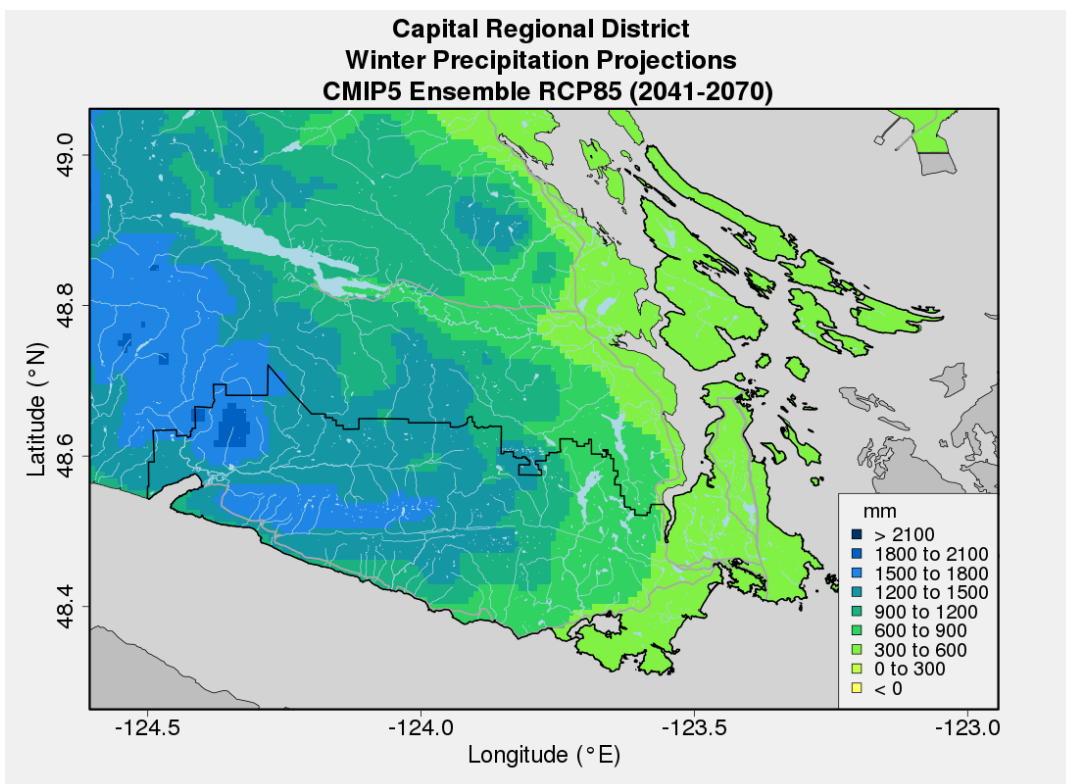 Capital Regional District
Winter Precipitation Projections
CMIP5 Ensemble RCP85 (2041-2070)
Latitude (°N)
49.0
48.8
48.6
48.4
mm
> 2100
1800 to 2100
1500 to 1800
1200 to 1500
900 to 1200
600 to 900
300 to 600
0 to 300
< 0
-124.5
-124.0
-123.5
-123.0
Longitude (°E)